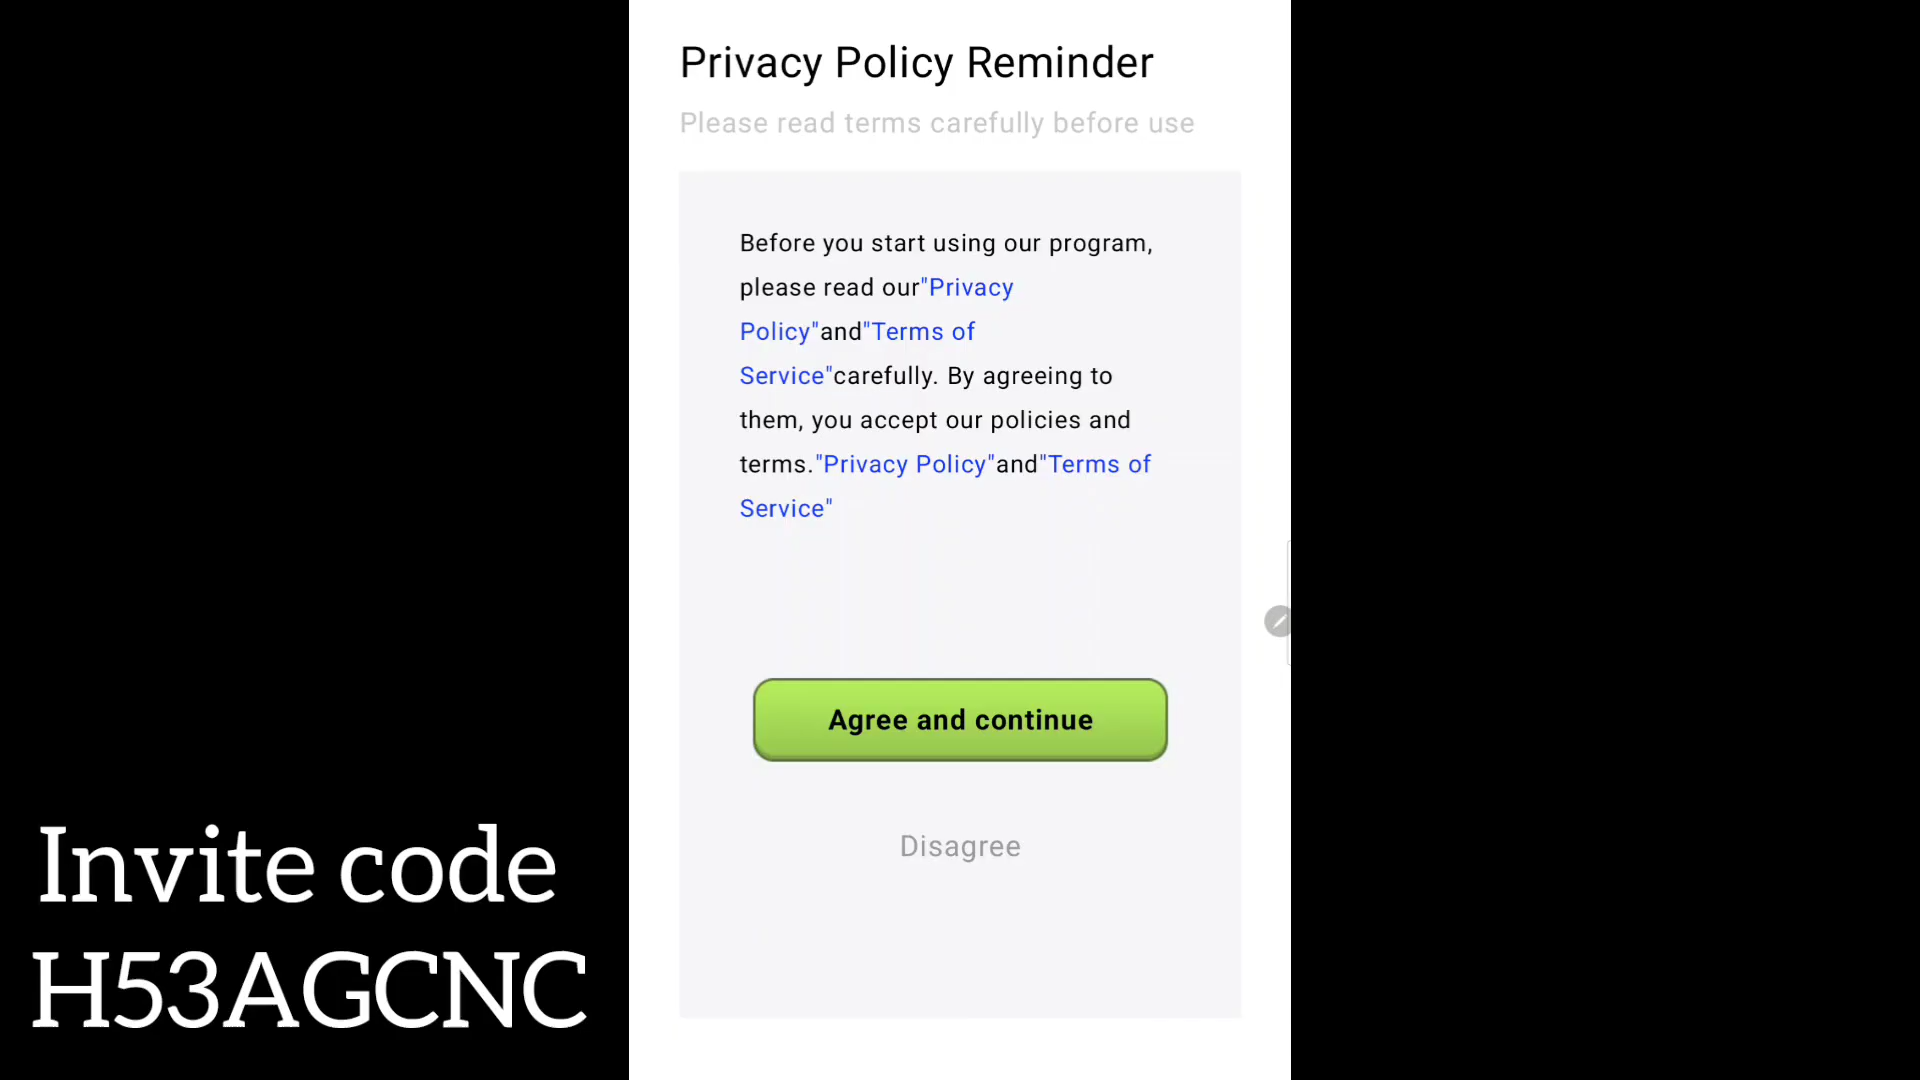 Privacy Policy Reminder
Please read terms carefully before use
Before you start using our program,
please read our"Privacy
Policy"and"Terms of
Service"carefully. By agreeing to
them, you accept our policies and
terms."Privacy Policy"and"Terms of
Service"
Agree and continue
Disagree
Invite code
H53AGCNC